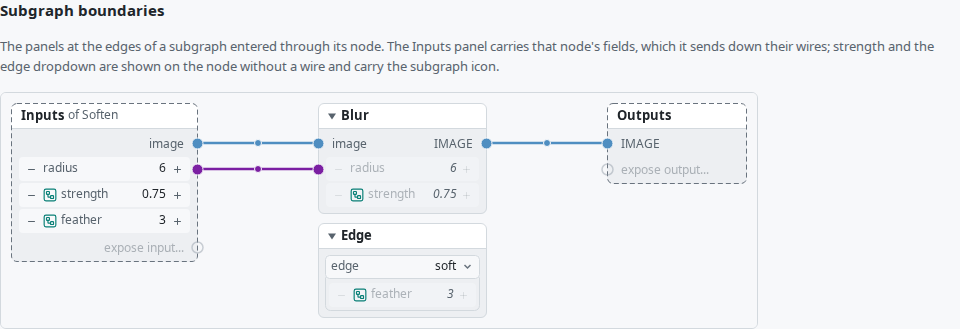 Subgraph boundaries
The panels at the edges of a subgraph entered through its node. The Inputs panel carries that node's fields, which it sends down their wires; strength and the
edge dropdown are shown on the node without a wire and carry the subgraph icon.
Inputs of Soften
image
− radius 6 +
− strength 0.75 +
− feather 3 +
expose input...
Blur
image IMAGE
− radius 6 +
− strength 0.75 +
Edge
edge soft
− feather 3 +
Outputs
IMAGE
expose output...